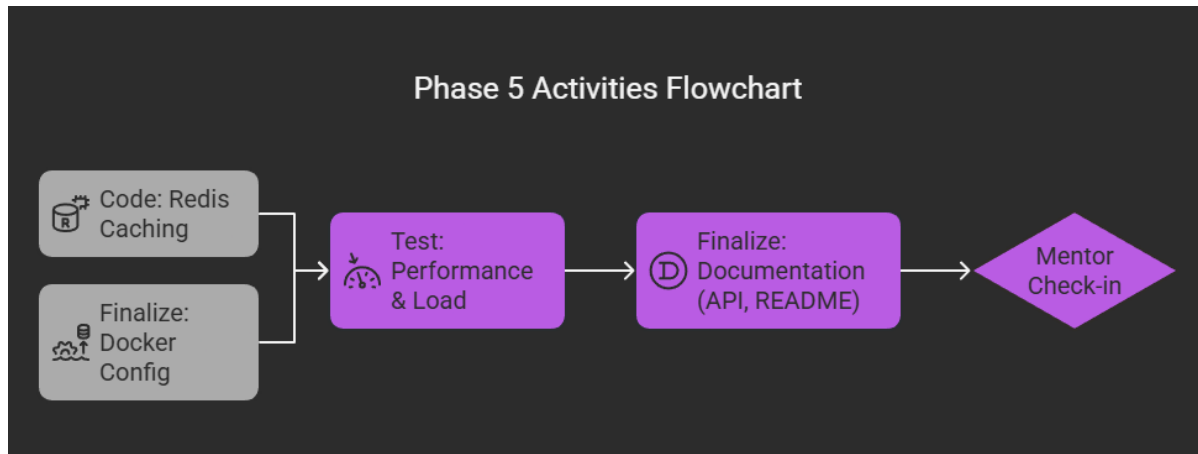 Phase 5 Activities Flowchart
Code: Redis
Caching
R
Finalize:
Docker
Config
Test:
Performance
& Load
D
Finalize:
Documentation
(API, README)
Mentor
Check-in